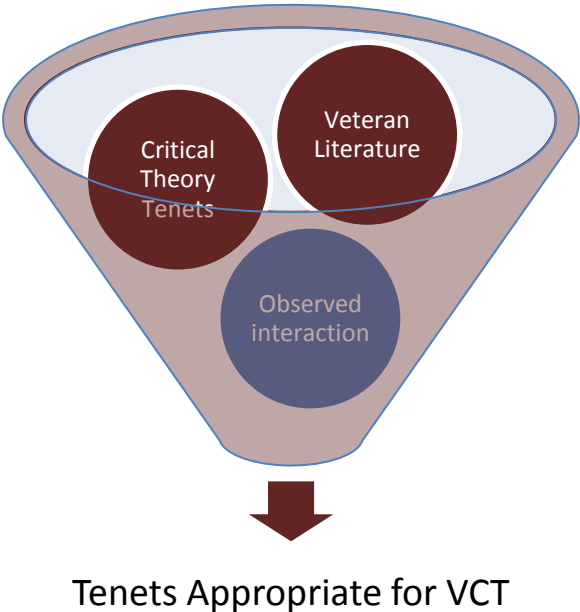 Veteran
Literature
Critical
Theory
Tenets
Observed
interaction
Tenets Appropriate for VCT